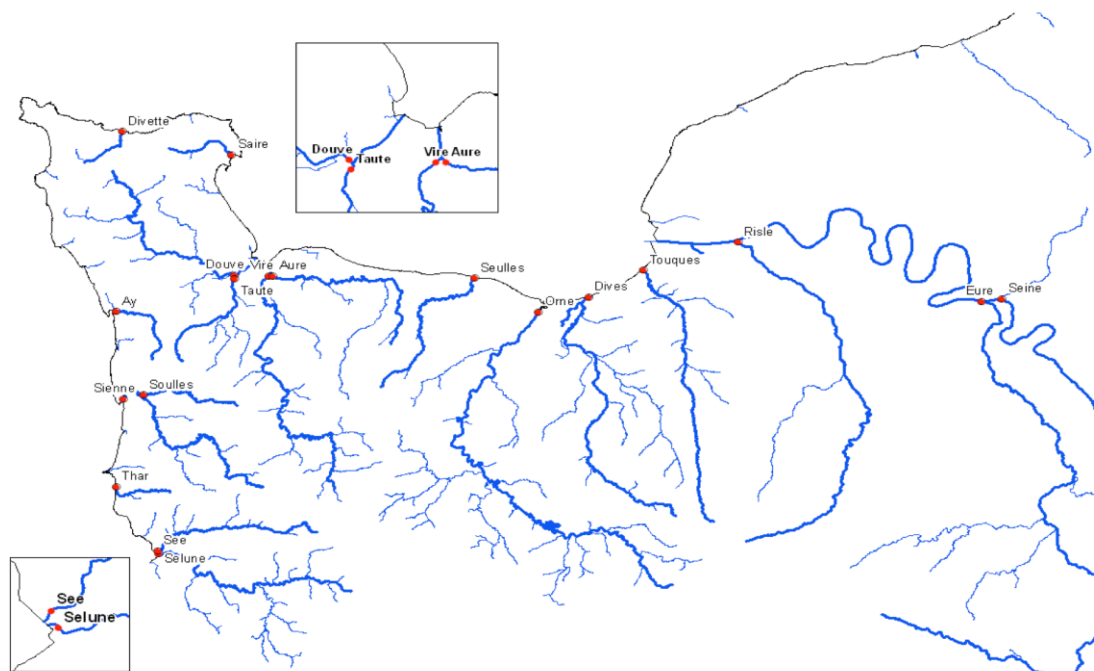 Divette
Saire
Douve
Taute
Vire Aure
Risle
Douve Vire Aure
Taute
Seulles
Touques
Orne
Dives
Eure
Seine
Ay
Sienne
Soulles
Thar
See
Sélune
See
Selune